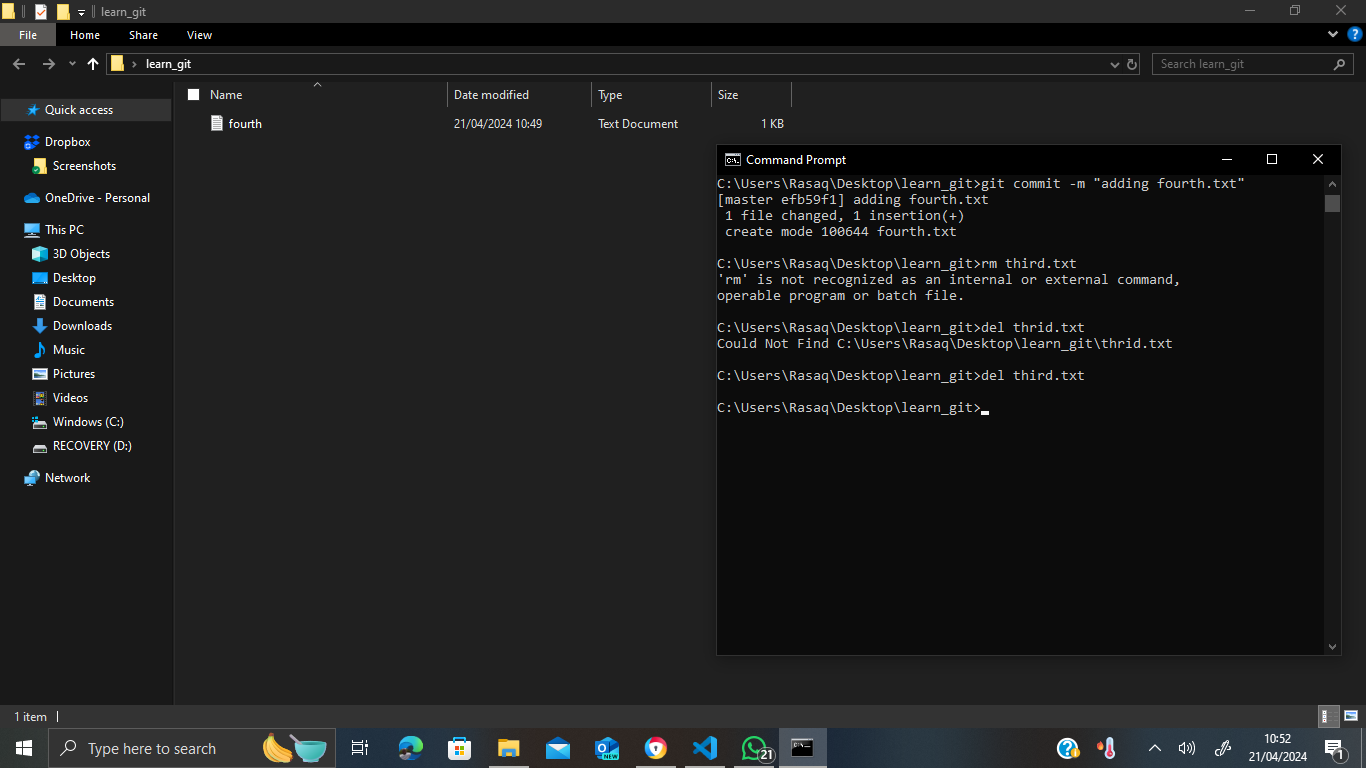 learn_git
File Home Share View
learn_git
Search learn_git
Name Date modified Type Size
fourth 21/04/2024 10:49 Text Document 1 KB
Quick access
Dropbox
Screenshots
OneDrive - Personal
This PC
3D Objects
Desktop
Documents
Downloads
Music
Pictures
Videos
Windows (C:)
RECOVERY (D:)
Network
Command Prompt
C:\Users\Rasaq\Desktop\learn_git>git commit -m "adding fourth.txt"
[master efb59f1] adding fourth.txt
1 file changed, 1 insertion(+)
create mode 100644 fourth.txt
C:\Users\Rasaq\Desktop\learn_git>rm third.txt
'rm' is not recognized as an internal or external command,
operable program or batch file.
C:\Users\Rasaq\Desktop\learn_git>del thrid.txt
Could Not Find C:\Users\Rasaq\Desktop\learn_git\thrid.txt
C:\Users\Rasaq\Desktop\learn_git>del third.txt
C:\Users\Rasaq\Desktop\learn_git>
1 item
Type here to search
NEW
21
10:52
21/04/2024
1